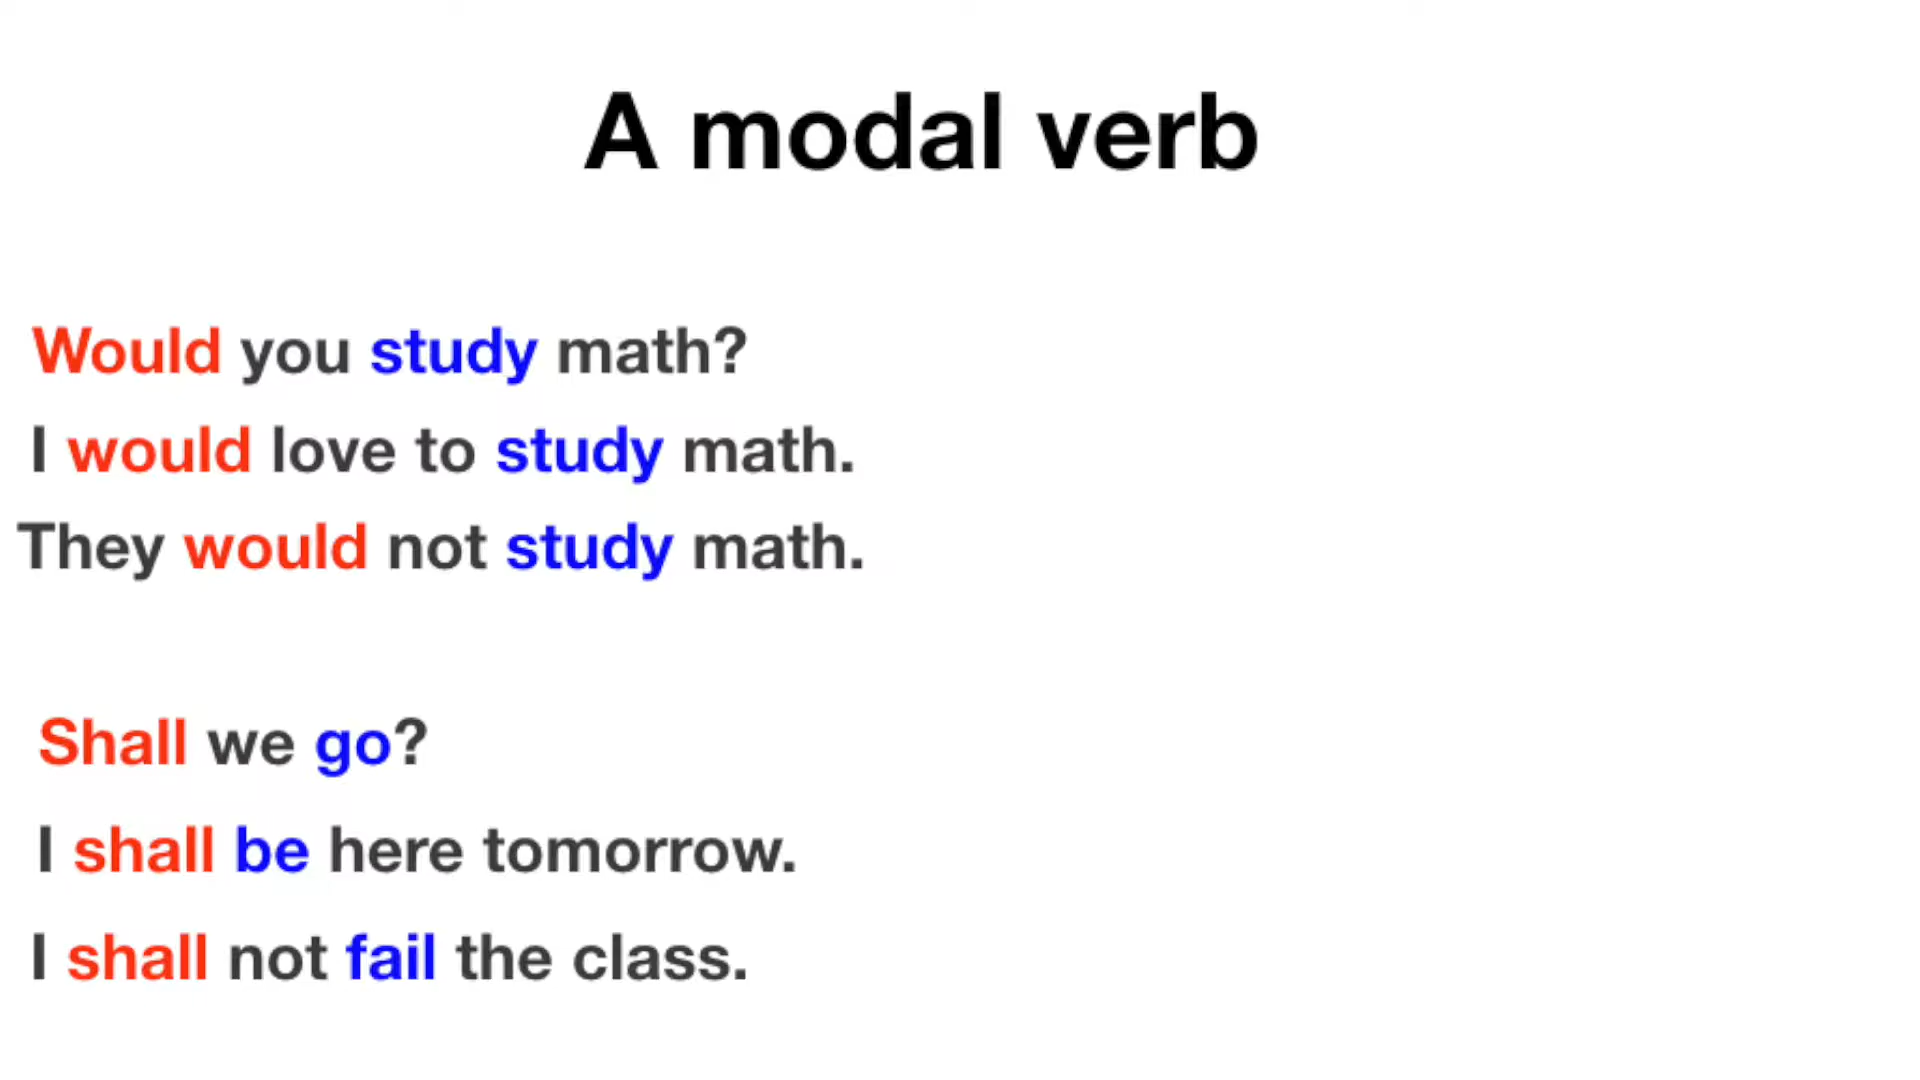 A modal verb
Would you study math?
I would love to study math.
They would not study math.
Shall we go?
I shall be here tomorrow.
I shall not fail the class.